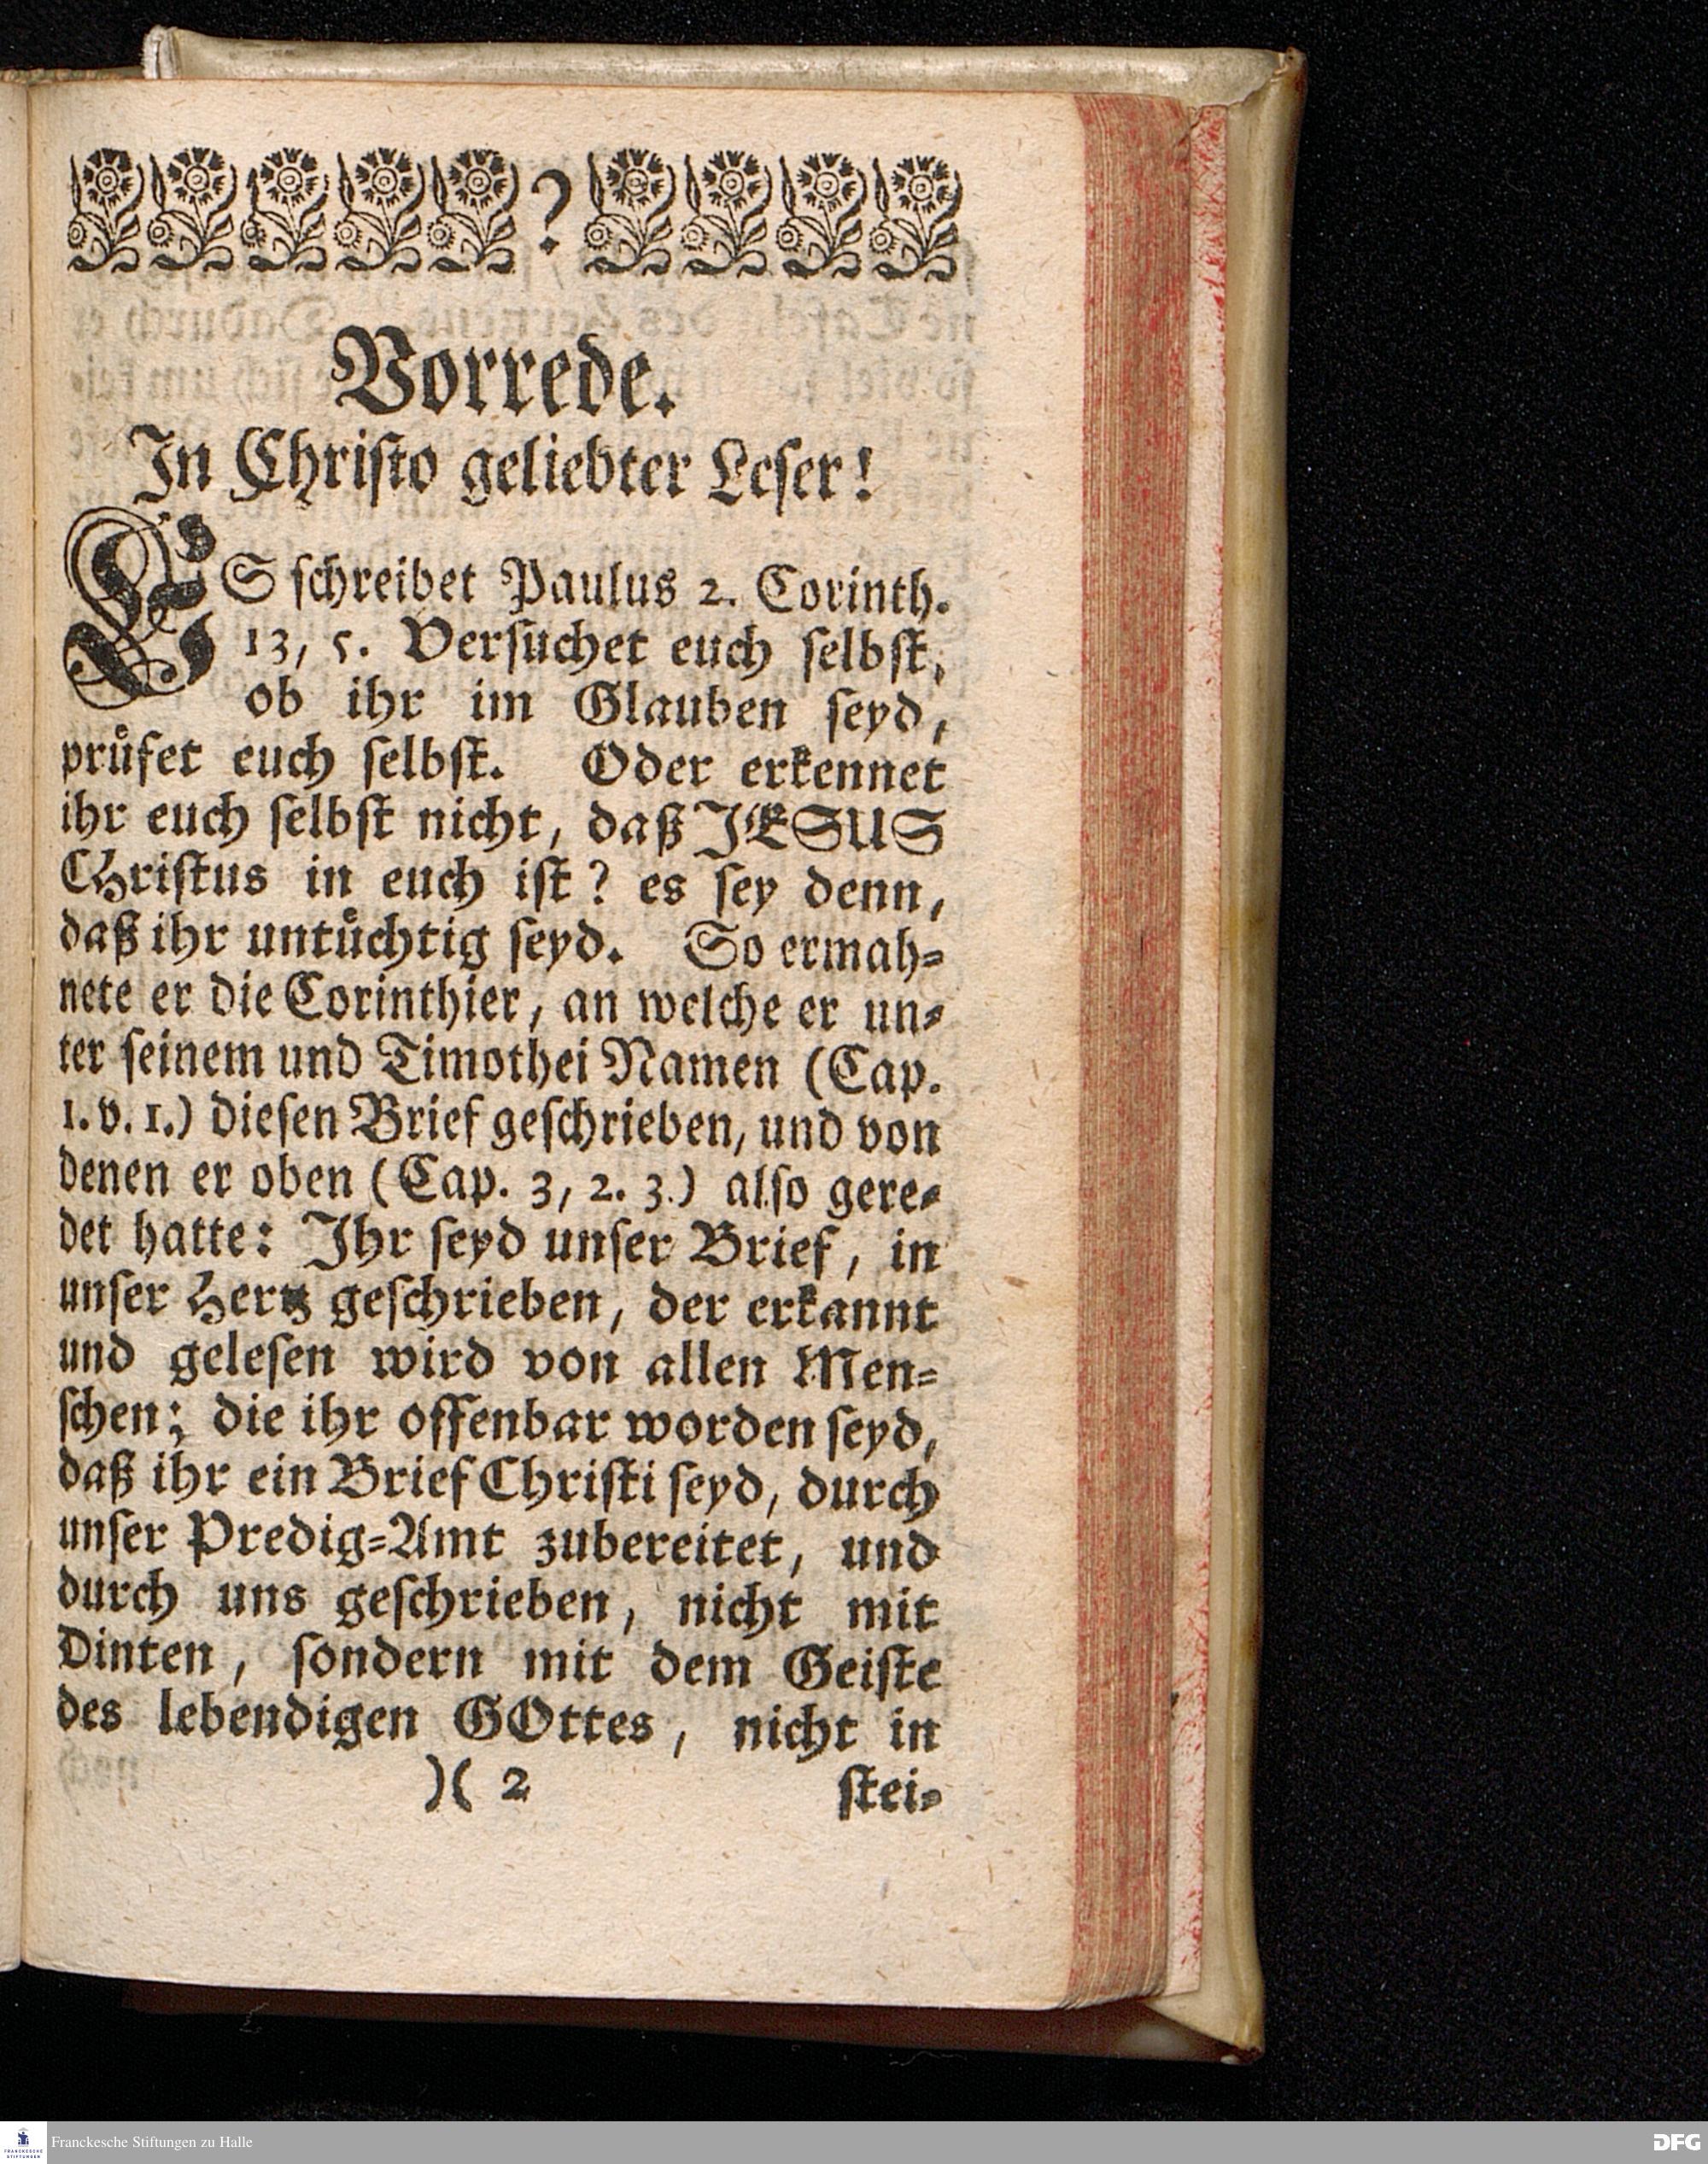 ?
Vorrede.
In Christo geliebter Leser!
ES schreibet Paulus 2. Corinth.
13, 5. Versuchet euch selbst,
ob ihr im Glauben seyd,
prüfet euch selbst. Oder erkennet
ihr euch selbst nicht, daß JESUS
CHristus in euch ist? es sey denn,
daß ihr untüchtig seyd. So ermah=
nete er die Corinthier, an welche er un=
ter seinem und Timothei Namen (Cap.
1. v. 1.) diesen Brief geschrieben, und von
denen er oben (Cap. 3, 2. 3.) also gere=
det hatte: Ihr seyd unser Brief, in
unser Hertz geschrieben, der erkannt
und gelesen wird von allen Men=
schen; die ihr offenbar worden seyd,
daß ihr ein Brief Christi seyd, durch
unser Predig=Amt zubereitet, und
durch uns geschrieben, nicht mit
Dinten, sondern mit dem Geiste
des lebendigen GOttes, nicht in
)( 2 stei=
FRANCKESCHE
STIFTUNGEN
Franckesche Stiftungen zu Halle
DFG